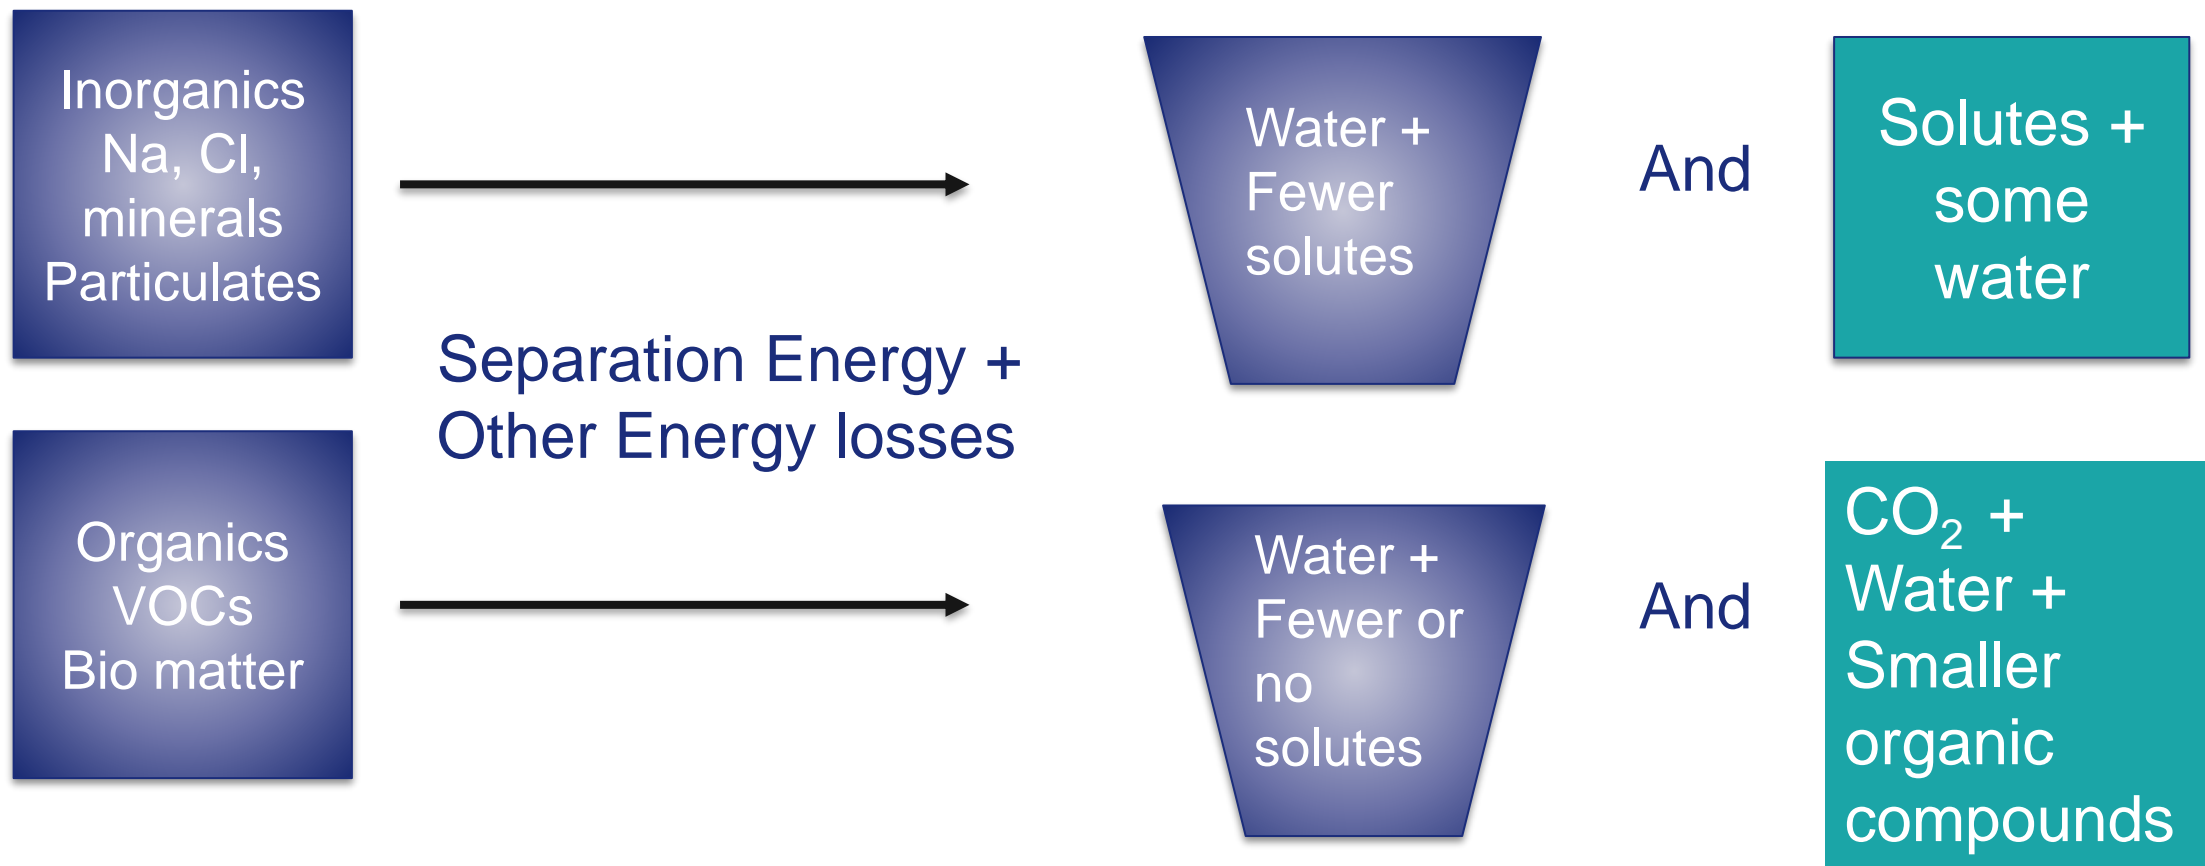 Inorganics
Na, Cl,
minerals
Particulates
Water +
Fewer
solutes
And
Solutes +
some
water
Separation Energy +
Other Energy losses
Organics
VOCs
Bio matter
Water +
Fewer or
no
solutes
And
CO₂ +
Water +
Smaller
organic
compounds